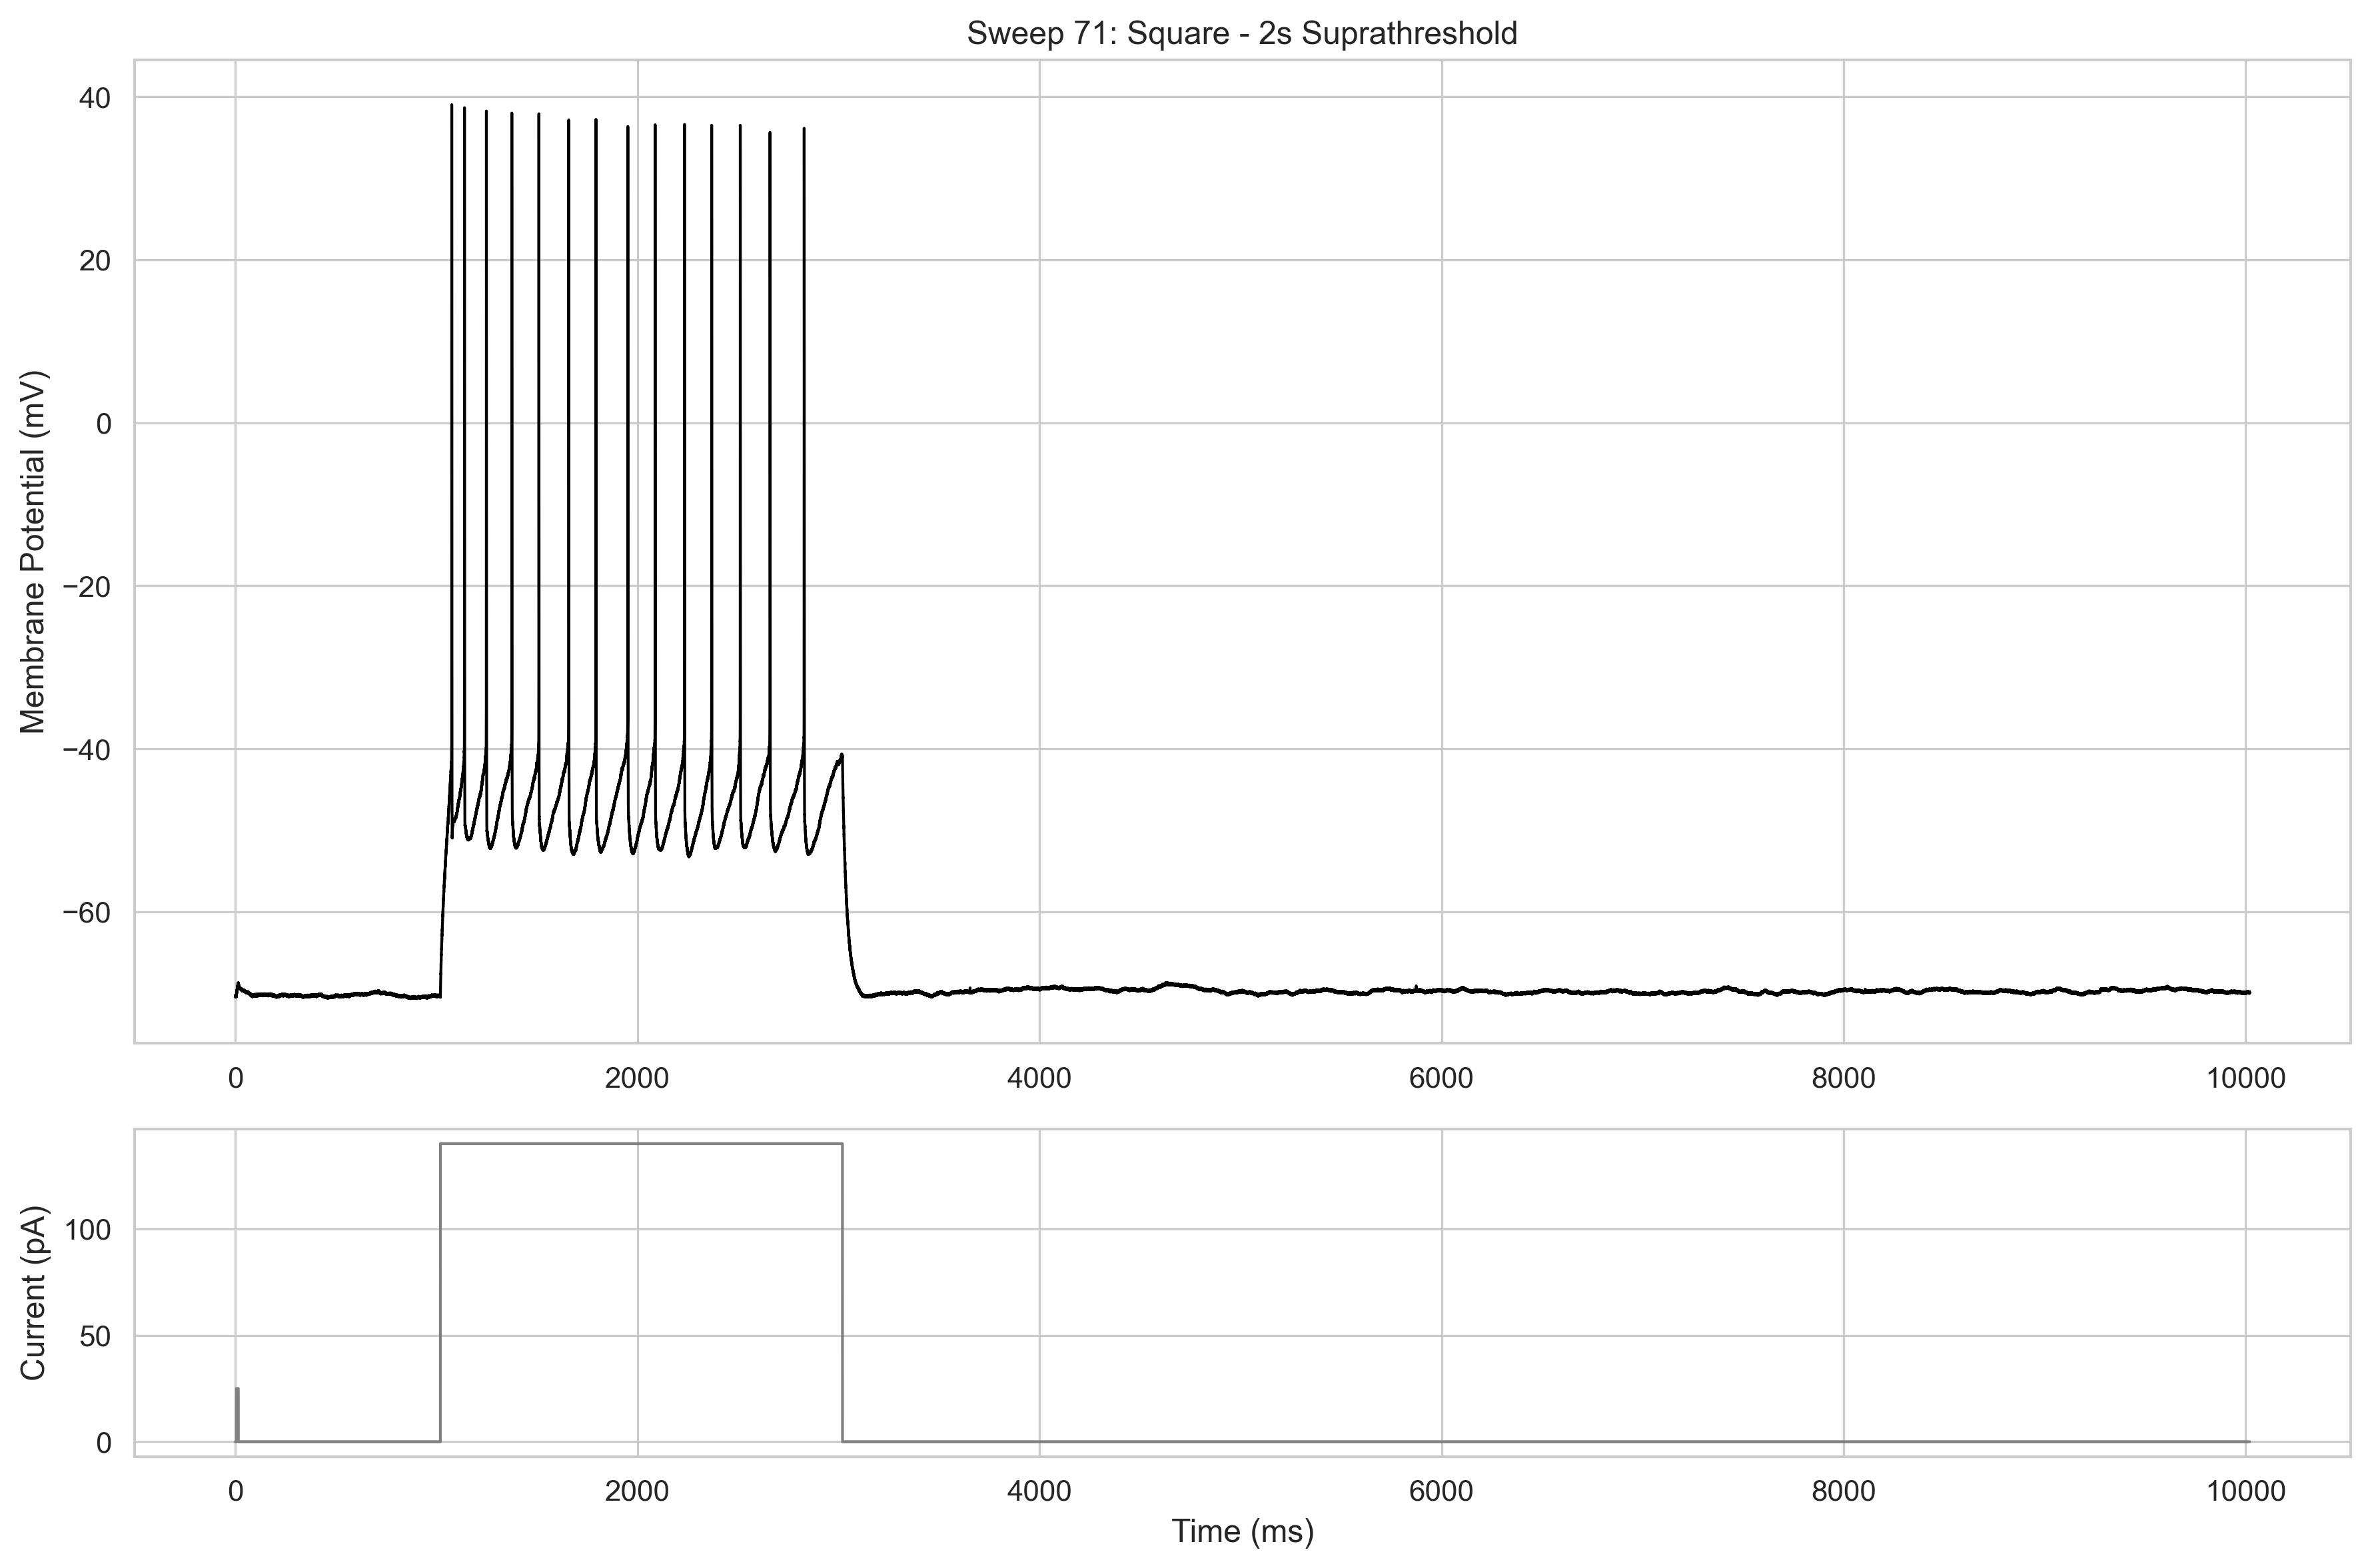 Sweep 71: Square - 2s Suprathreshold
Membrane Potential (mV)
40
20
0
−20
−40
−60
0 2000 4000 6000 8000 10000
Current (pA)
100
50
0
0 2000 4000 6000 8000 10000
Time (ms)